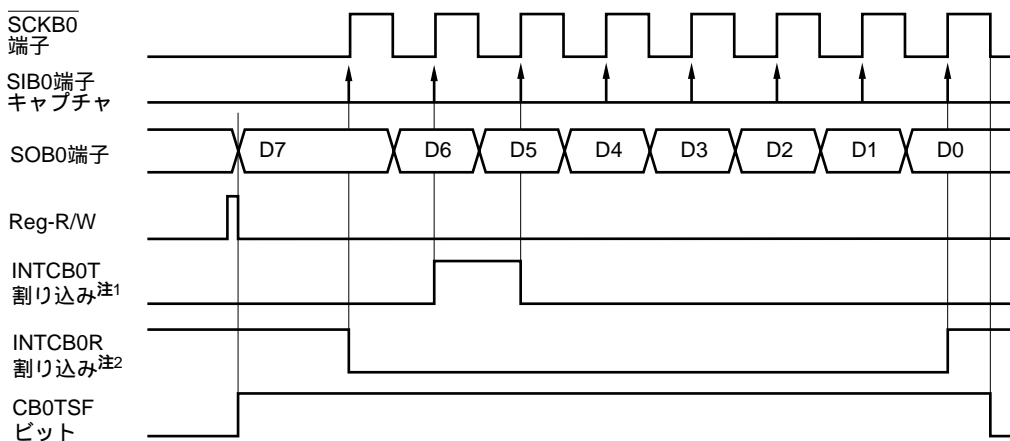 SCKB0
端子
SIB0端子
キャプチャ
SOB0端子 D7 D6 D5 D4 D3 D2 D1 D0
Reg-R/W
INTCB0T
割り込み注1
INTCB0R
割り込み注2
CB0TSF
ビット